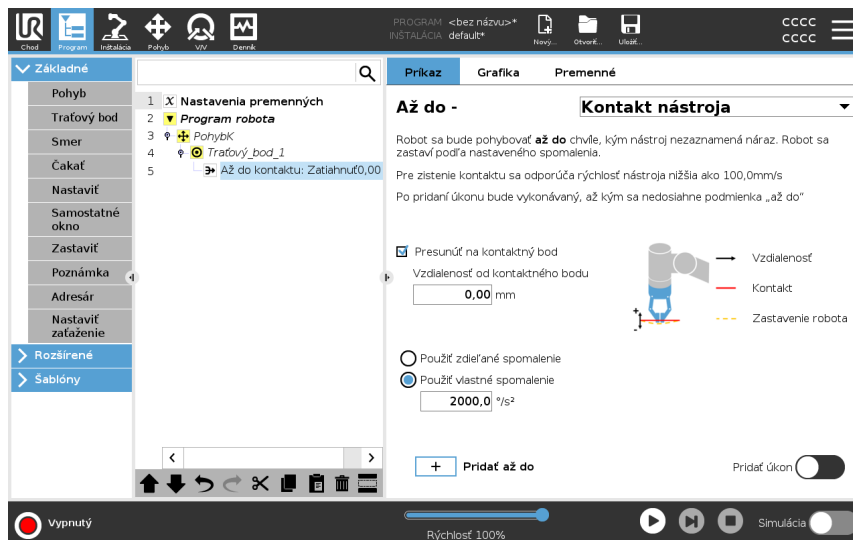 UR
PROGRAM <bez názvu>*
INŠTALÁCIA default*
Chod
Program
Inštalácia
Pohyb
V/V
Denník
Nový...
Otvoriť...
Uložiť...
CCCC
CCCC
Základné
Pohyb
Traťový bod
Smer
Čakať
Nastaviť
Samostatné
okno
Zastaviť
Poznámka
Adresár
Nastaviť
zaťaženie
Rozšírené
Šablóny
1 X Nastavenia premenných
2 Program robota
3 PohybK
4 Traťový_bod_1
5 Až do kontaktu: Zatiahnuť0,00
Príkaz
Grafika
Premenné
Až do -
Kontakt nástroja
Robot sa bude pohybovať až do chvíle, kým nástroj nezaznamená náraz. Robot sa
zastaví podľa nastaveného spomalenia.
Pre zistenie kontaktu sa odporúča rýchlosť nástroja nižšia ako 100,0mm/s
Po pridaní úkonu bude vykonávaný, až kým sa nedosiahne podmienka „až do“
Presunúť na kontaktný bod
Vzdialenosť od kontaktného bodu
0,00 mm
+
-
Vzdialenosť
Kontakt
Zastavenie robota
Použiť zdieľané spomalenie
Použiť vlastné spomalenie
2000,0 °/s²
+ Pridať až do
Pridať úkon
Vypnutý
Rýchlosť 100%
Simulácia